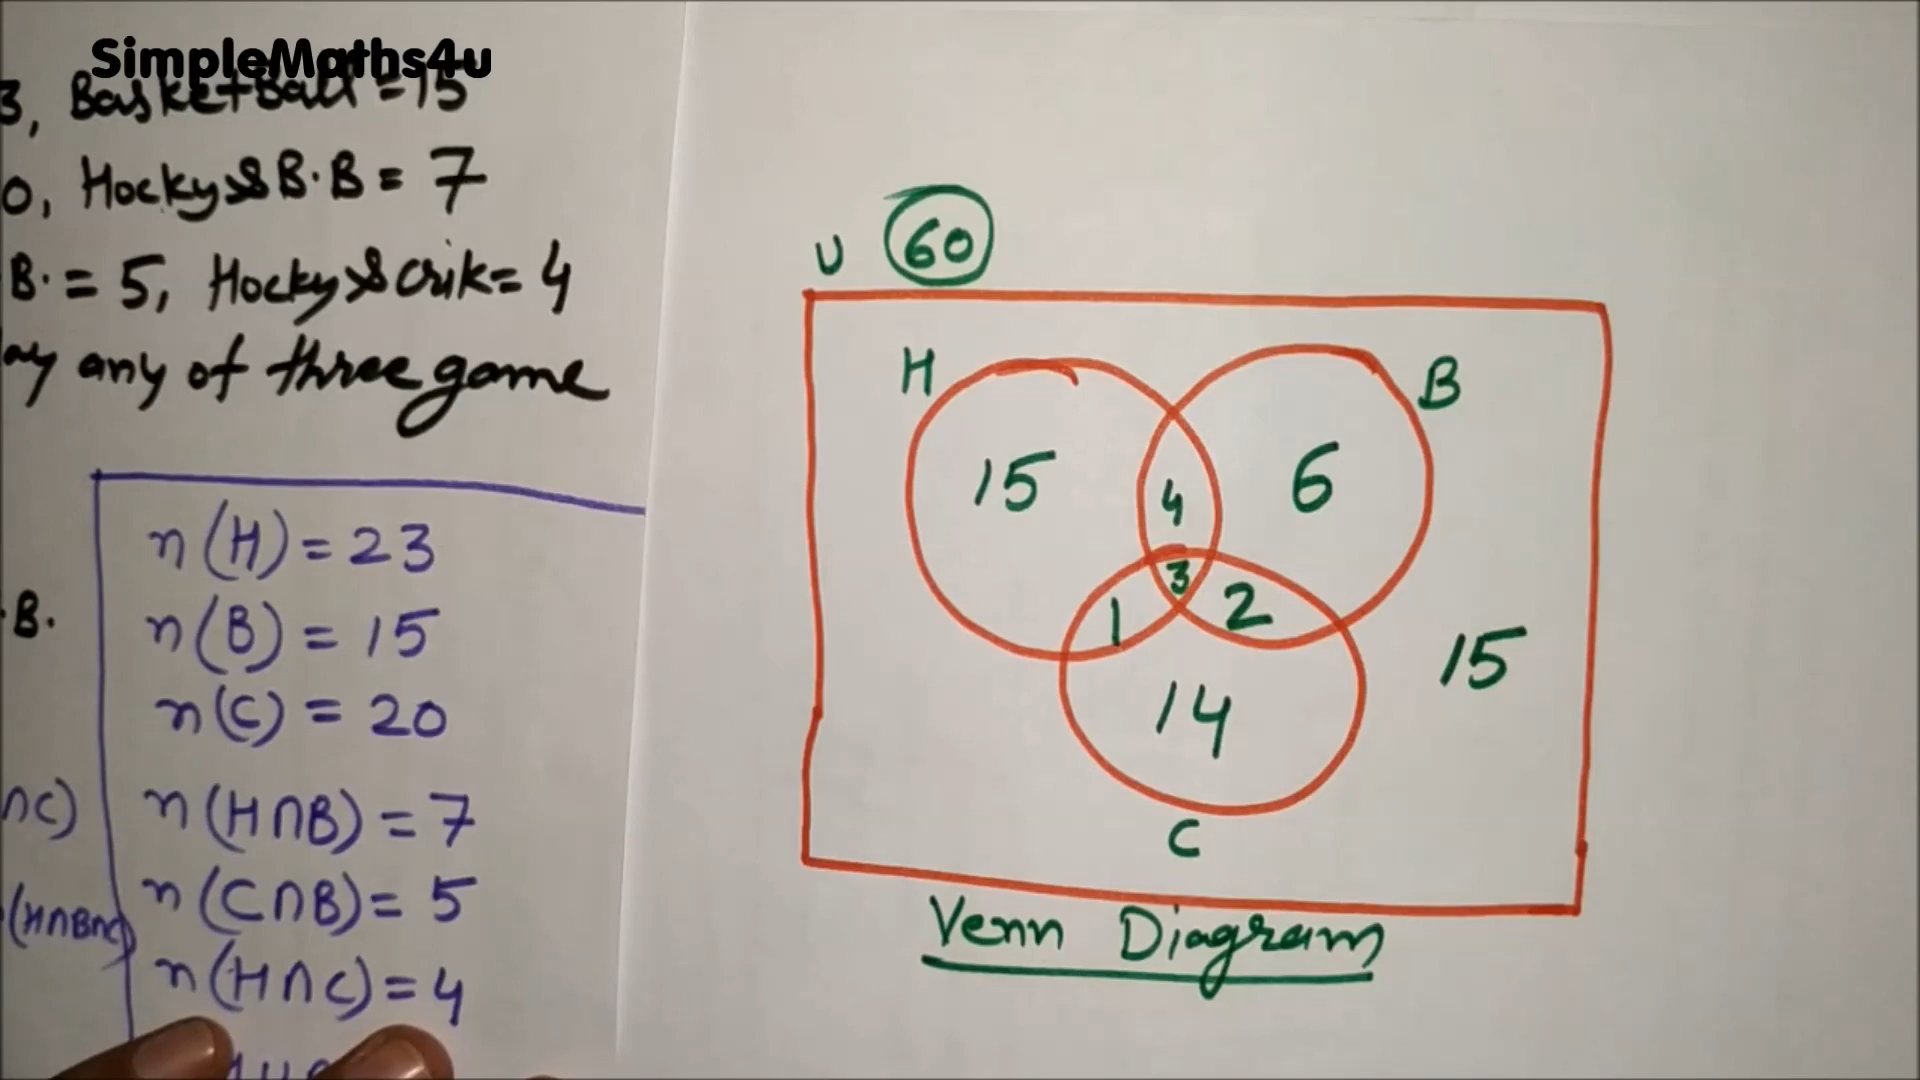 SimpleMaths4u
3, BasketBall = 15
0, Hocky & B.B = 7
B. = 5, Hocky & Crik = 4
ay any of three game
n(H) = 23
.B. n(B) = 15
n(C) = 20
∩C) n(H∩B) = 7
(H∩B∩C) n(C∩B) = 5
n(H∩C) = 4
U 60
H B
15 4 6
3
1 2
15
14
C
Venn Diagram